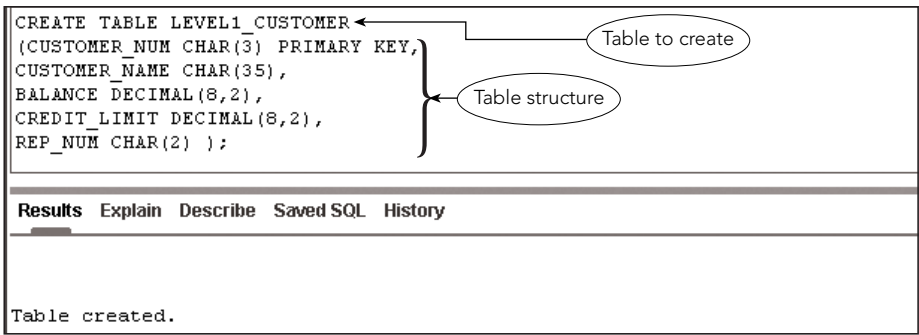 CREATE TABLE LEVEL1_CUSTOMER
Table to create
(CUSTOMER_NUM CHAR(3) PRIMARY KEY,
CUSTOMER_NAME CHAR(35),
BALANCE DECIMAL(8,2),
Table structure
CREDIT_LIMIT DECIMAL(8,2),
REP_NUM CHAR(2) );
Results Explain Describe Saved SQL History
Table created.